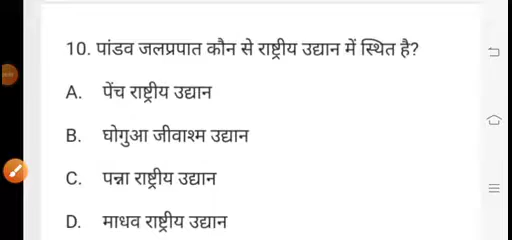 10. पांडव जलप्रपात कौन से राष्ट्रीय उद्यान में स्थित है?
A. पेंच राष्ट्रीय उद्यान
B. घोगुआ जीवाश्म उद्यान
C. पन्ना राष्ट्रीय उद्यान
D. माधव राष्ट्रीय उद्यान